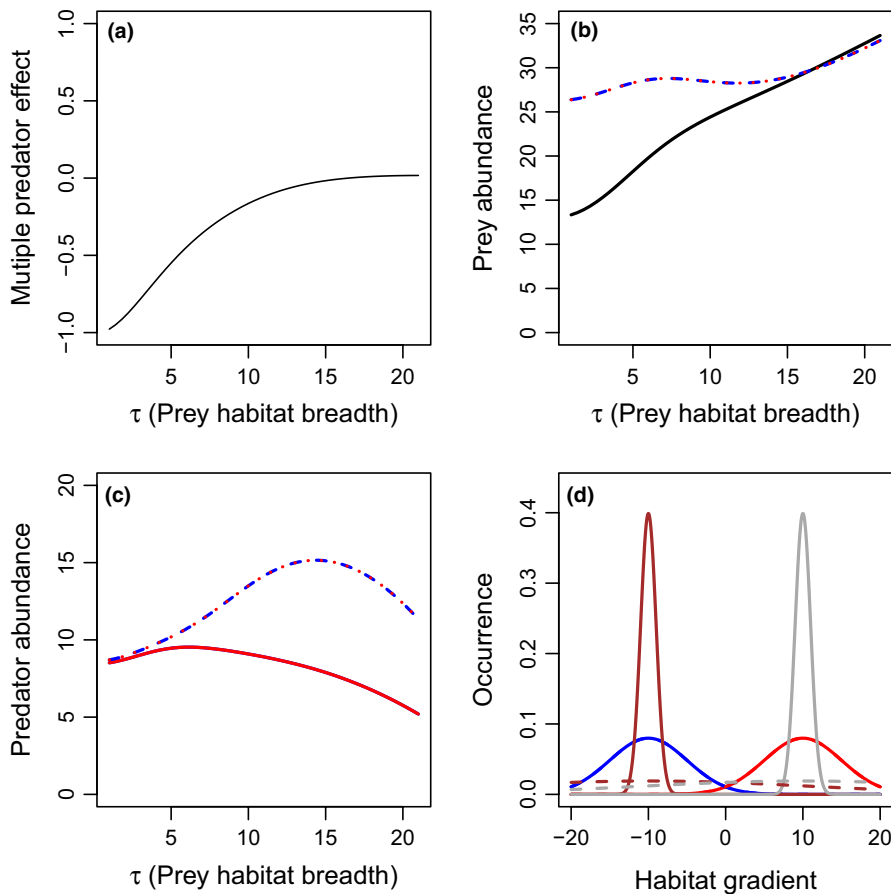 (a)
Mutiple predator effect
1.0
0.5
0.0
−0.5
−1.0
5 10 15 20
τ (Prey habitat breadth)
(b)
Prey abundance
35
30
25
20
15
10
5
0
5 10 15 20
τ (Prey habitat breadth)
(c)
Predator abundance
20
15
10
5
0
5 10 15 20
τ (Prey habitat breadth)
(d)
Occurrence
0.4
0.3
0.2
0.1
0.0
−20 −10 0 10 20
Habitat gradient